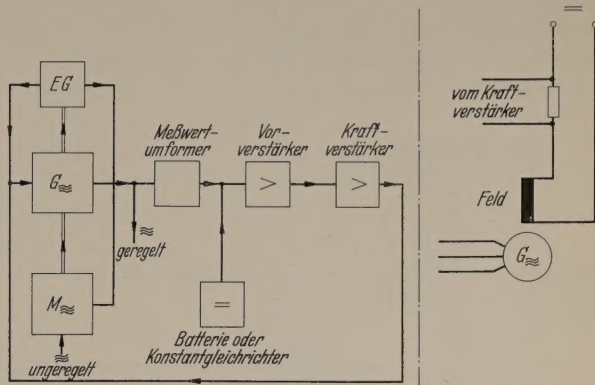 EG
G≋
M≋
≋
ungeregelt
≋
geregelt
Meßwert-
umformer
Vor-
verstärker
>
Kraft-
verstärker
>
=
Batterie oder
Konstantgleichrichter
=
vom Kraft-
verstärker
Feld
G≋